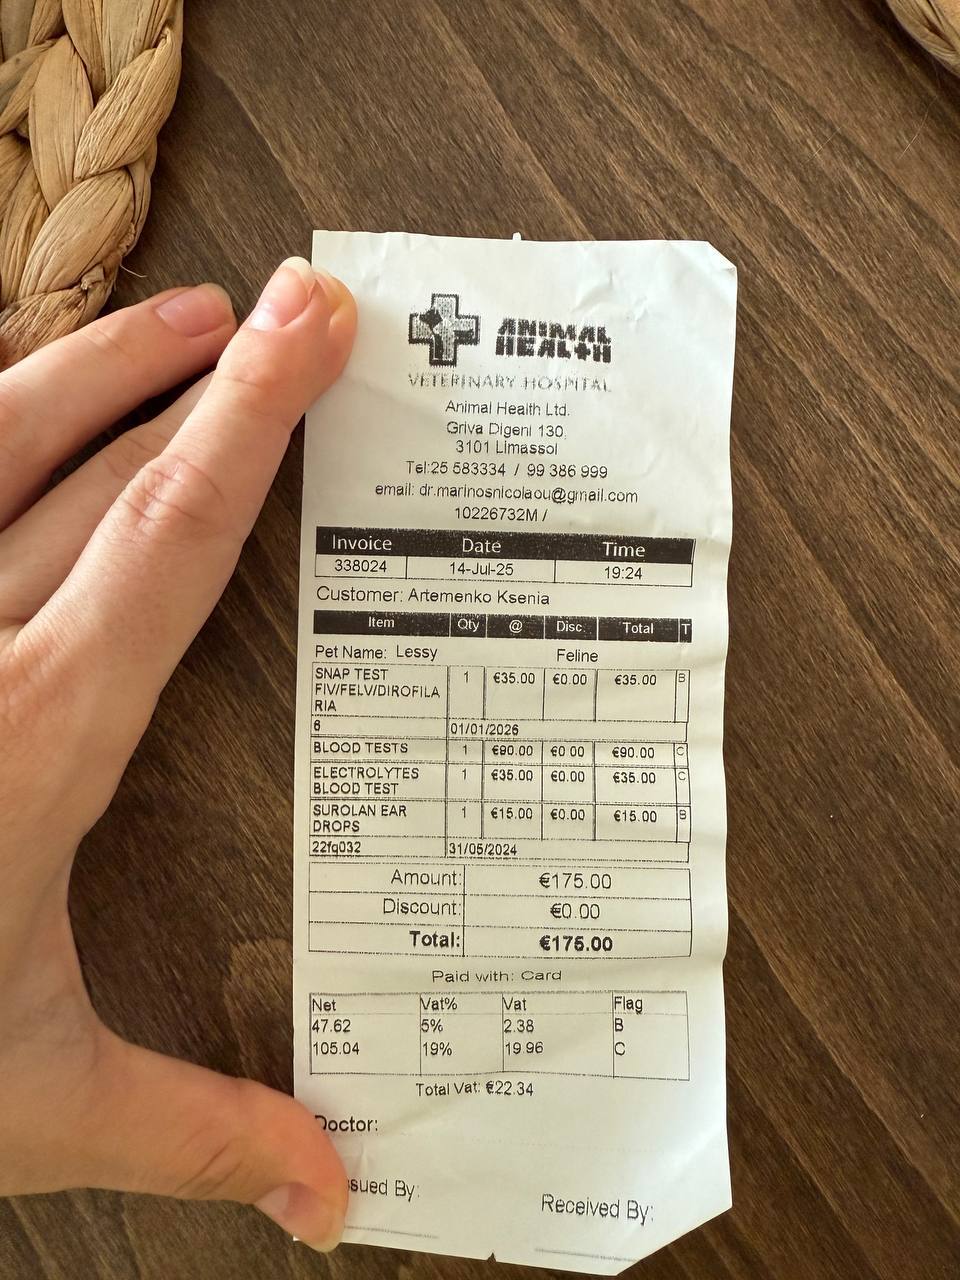 ANIMAL
HEALTH
VETERINARY HOSPITAL
Animal Health Ltd.
Griva Digeni 130,
3101 Limassol
Tel:25 583334 / 99 386 999
email: dr.marinosnicolaou@gmail.com
10226732M /
Invoice Date Time
338024 14-Jul-25 19:24
Customer: Artemenko Ksenia
Item Qty @ Disc. Total T
Pet Name: Lessy Feline
SNAP TEST 1 €35.00 €0.00 €35.00 B
FIV/FELV/DIROFILA
RIA
6 01/01/2026
BLOOD TESTS 1 €90.00 €0.00 €90.00 C
ELECTROLYTES 1 €35.00 €0.00 €35.00 C
BLOOD TEST
SUROLAN EAR 1 €15.00 €0.00 €15.00 B
DROPS
22fq032 31/05/2024
Amount: €175.00
Discount: €0.00
Total: €175.00
Paid with: Card
Net Vat% Vat Flag
47.62 5% 2.38 B
105.04 19% 19.96 C
Total Vat: €22.34
Doctor:
ssued By:
Received By: